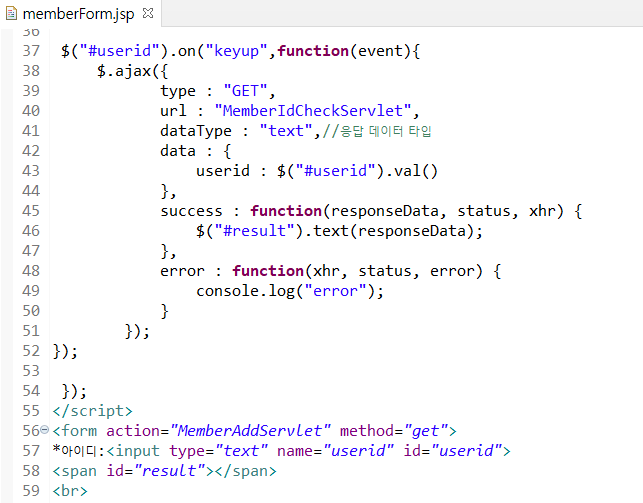 memberForm.jsp
36
37 $("#userid").on("keyup",function(event){
38 $.ajax({
39 type : "GET",
40 url : "MemberIdCheckServlet",
41 dataType : "text",//응답 데이터 타입
42 data : {
43 userid : $("#userid").val()
44 },
45 success : function(responseData, status, xhr) {
46 $("#result").text(responseData);
47 },
48 error : function(xhr, status, error) {
49 console.log("error");
50 }
51 });
52 });
53
54 });
55 </script>
56 <form action="MemberAddServlet" method="get">
57 *아이디:<input type="text" name="userid" id="userid">
58 <span id="result"></span>
59 <br>